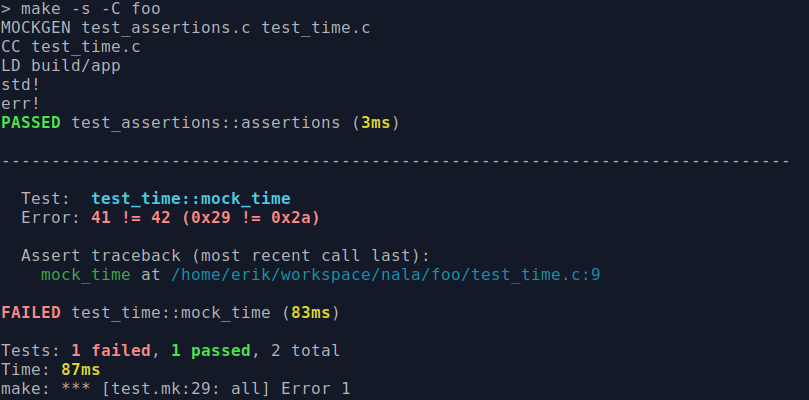 > make -s -C foo
MOCKGEN test_assertions.c test_time.c
CC test_time.c
LD build/app
std!
err!
PASSED test_assertions::assertions (3ms)
-------------------------------------------------------------------------------
Test:  test_time::mock_time
Error: 41 != 42 (0x29 != 0x2a)
Assert traceback (most recent call last):
mock_time at /home/erik/workspace/nala/foo/test_time.c:9
FAILED test_time::mock_time (83ms)
Tests: 1 failed, 1 passed, 2 total
Time: 87ms
make: *** [test.mk:29: all] Error 1